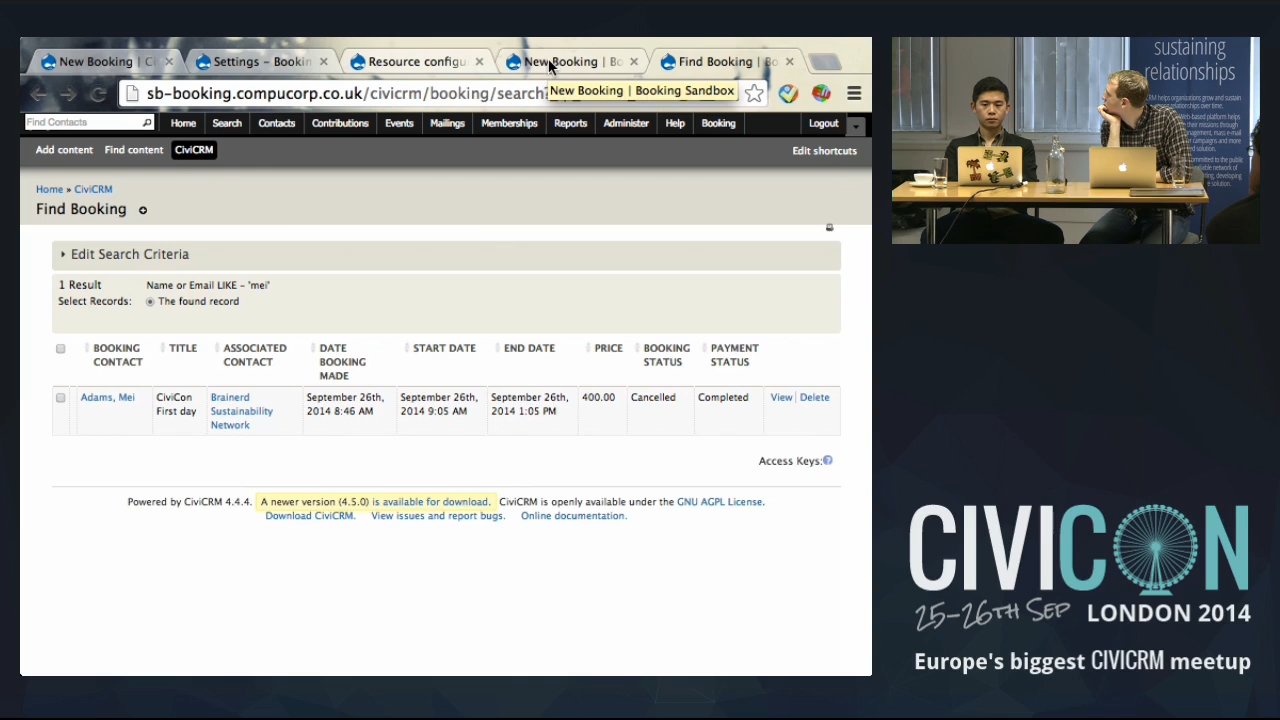 New Booking | Ci
Settings – Bookin
Resource configu
New Booking | Bo
Find Booking | Bo
sb-booking.compucorp.co.uk/civicrm/booking/search?
New Booking | Booking Sandbox
Find Contacts
Home Search Contacts Contributions Events Mailings Memberships Reports Administer Help Booking Logout
Add content Find content CiviCRM Edit shortcuts
Home » CiviCRM
Find Booking
Edit Search Criteria
1 Result Name or Email LIKE – 'mei'
Select Records: The found record
BOOKING CONTACT
TITLE
ASSOCIATED CONTACT
DATE BOOKING MADE
START DATE
END DATE
PRICE
BOOKING STATUS
PAYMENT STATUS
Adams, Mei
CiviCon First day
Brainerd Sustainability Network
September 26th, 2014 8:46 AM
September 26th, 2014 9:05 AM
September 26th, 2014 1:05 PM
400.00
Cancelled
Completed
View | Delete
Access Keys:
Powered by CiviCRM 4.4.4. A newer version (4.5.0) is available for download. CiviCRM is openly available under the GNU AGPL License.
Download CiviCRM. View issues and report bugs. Online documentation.
sustaining
relationships
CIVICON
25-26TH SEP LONDON 2014
Europe's biggest CIVICRM meetup